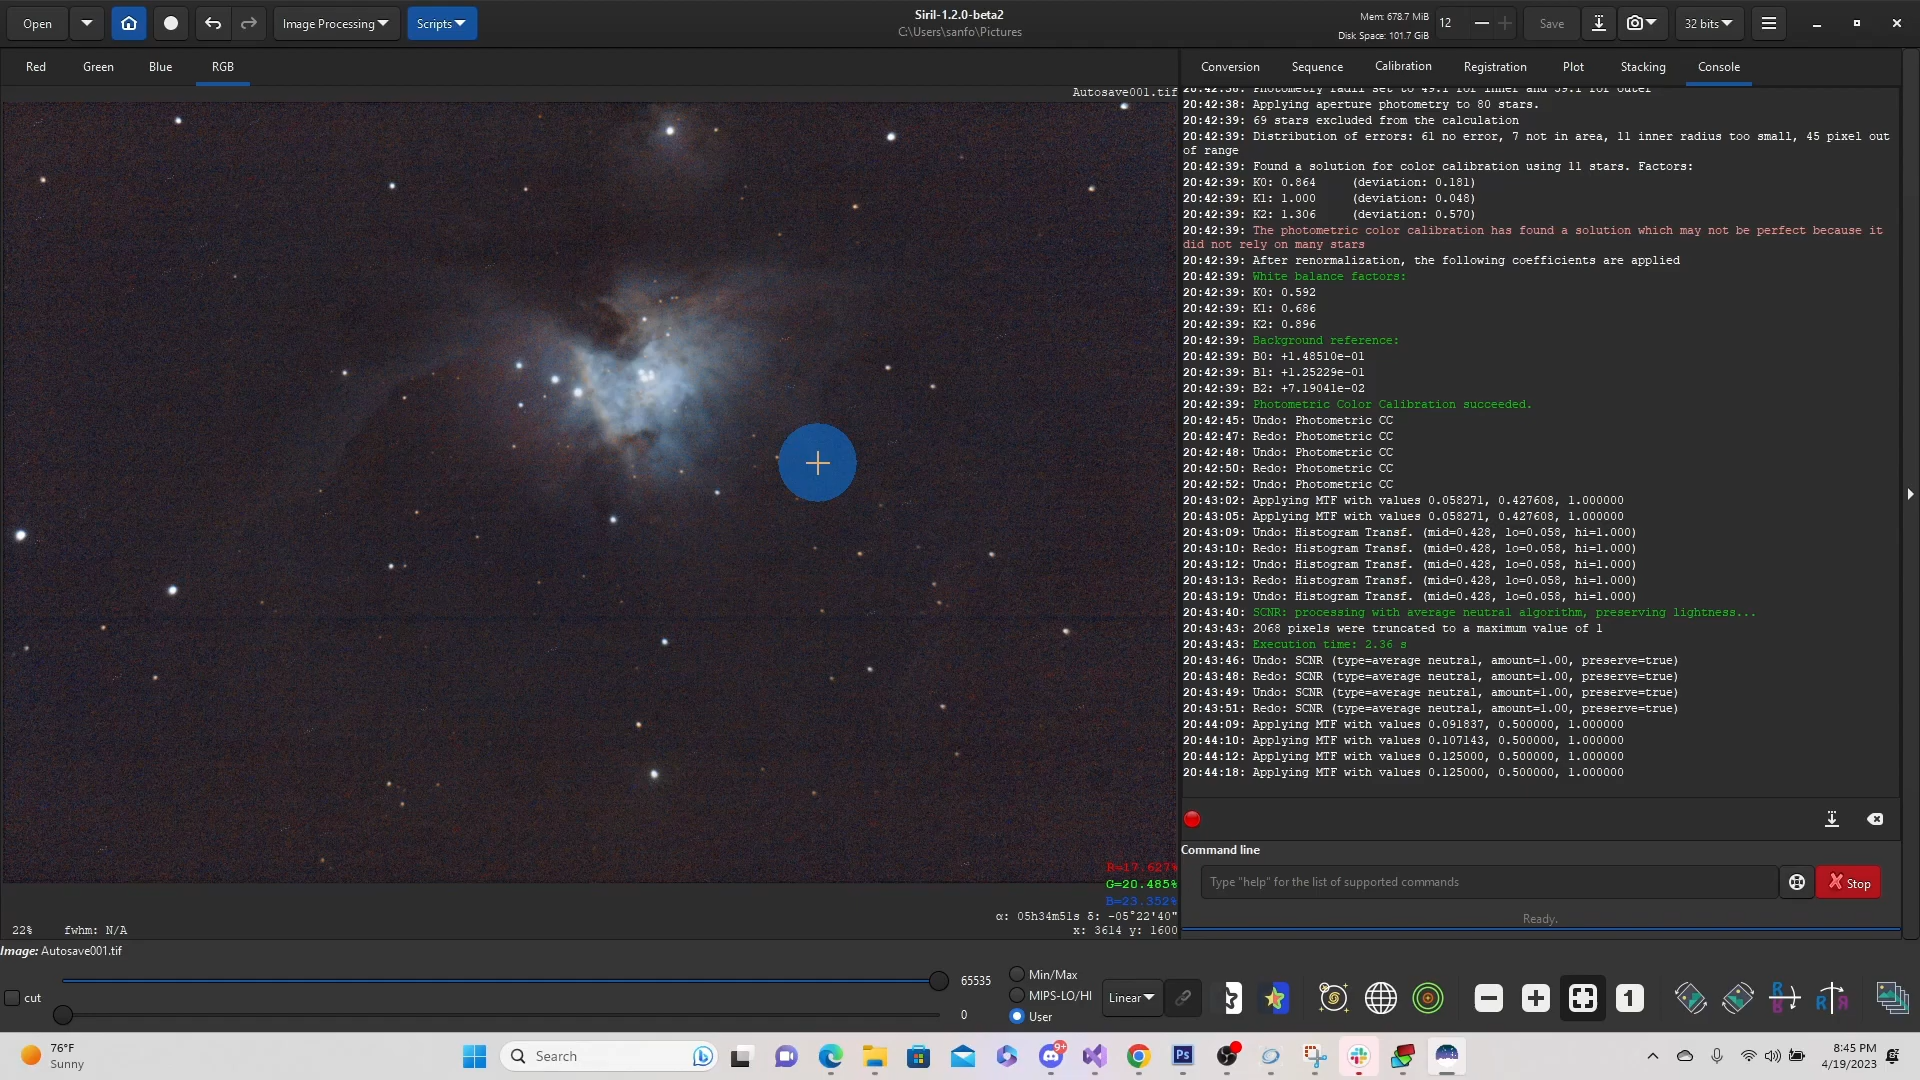 Open
Image Processing
Scripts
Siril-1.2.0-beta2
C:\Users\sanfo\Pictures
Mem: 678.7 MiB
Disk Space: 101.7 GiB
12
Save
32 bits
Red
Green
Blue
RGB
Conversion
Sequence
Calibration
Registration
Plot
Stacking
Console
Autosave001.tif
20:42:38: Photometry radii set to 49.1 for inner and 59.1 for outer
20:42:38: Applying aperture photometry to 80 stars.
20:42:39: 69 stars excluded from the calculation
20:42:39: Distribution of errors: 61 no error, 7 not in area, 11 inner radius too small, 45 pixel out
of range
20:42:39: Found a solution for color calibration using 11 stars. Factors:
20:42:39: K0: 0.864 (deviation: 0.181)
20:42:39: K1: 1.000 (deviation: 0.048)
20:42:39: K2: 1.306 (deviation: 0.570)
20:42:39: The photometric color calibration has found a solution which may not be perfect because it
did not rely on many stars
20:42:39: After renormalization, the following coefficients are applied
20:42:39: White balance factors:
20:42:39: K0: 0.592
20:42:39: K1: 0.686
20:42:39: K2: 0.896
20:42:39: Background reference:
20:42:39: B0: +1.48510e-01
20:42:39: B1: +1.25229e-01
20:42:39: B2: +7.19041e-02
20:42:39: Photometric Color Calibration succeeded.
20:42:45: Undo: Photometric CC
20:42:47: Redo: Photometric CC
20:42:48: Undo: Photometric CC
20:42:50: Redo: Photometric CC
20:42:52: Undo: Photometric CC
20:43:02: Applying MTF with values 0.058271, 0.427608, 1.000000
20:43:05: Applying MTF with values 0.058271, 0.427608, 1.000000
20:43:09: Undo: Histogram Transf. (mid=0.428, lo=0.058, hi=1.000)
20:43:10: Redo: Histogram Transf. (mid=0.428, lo=0.058, hi=1.000)
20:43:12: Undo: Histogram Transf. (mid=0.428, lo=0.058, hi=1.000)
20:43:13: Redo: Histogram Transf. (mid=0.428, lo=0.058, hi=1.000)
20:43:19: Undo: Histogram Transf. (mid=0.428, lo=0.058, hi=1.000)
20:43:40: SCNR: processing with average neutral algorithm, preserving lightness...
20:43:43: 2068 pixels were truncated to a maximum value of 1
20:43:43: Execution time: 2.36 s
20:43:46: Undo: SCNR (type=average neutral, amount=1.00, preserve=true)
20:43:48: Redo: SCNR (type=average neutral, amount=1.00, preserve=true)
20:43:49: Undo: SCNR (type=average neutral, amount=1.00, preserve=true)
20:43:51: Redo: SCNR (type=average neutral, amount=1.00, preserve=true)
20:44:09: Applying MTF with values 0.091837, 0.500000, 1.000000
20:44:10: Applying MTF with values 0.107143, 0.500000, 1.000000
20:44:12: Applying MTF with values 0.125000, 0.500000, 1.000000
20:44:18: Applying MTF with values 0.125000, 0.500000, 1.000000
Command line
Type "help" for the list of supported commands
Stop
Ready.
R=17.627%
G=20.485%
B=23.352%
α: 05h34m51s δ: -05°22'40"
x: 3614 y: 1600
22%
fwhm: N/A
Image: Autosave001.tif
cut
65535
0
Min/Max
MIPS-LO/HI
User
Linear
1
R
R
R
R
76°F
Sunny
Search
9+
Ps
8:45 PM
4/19/2023